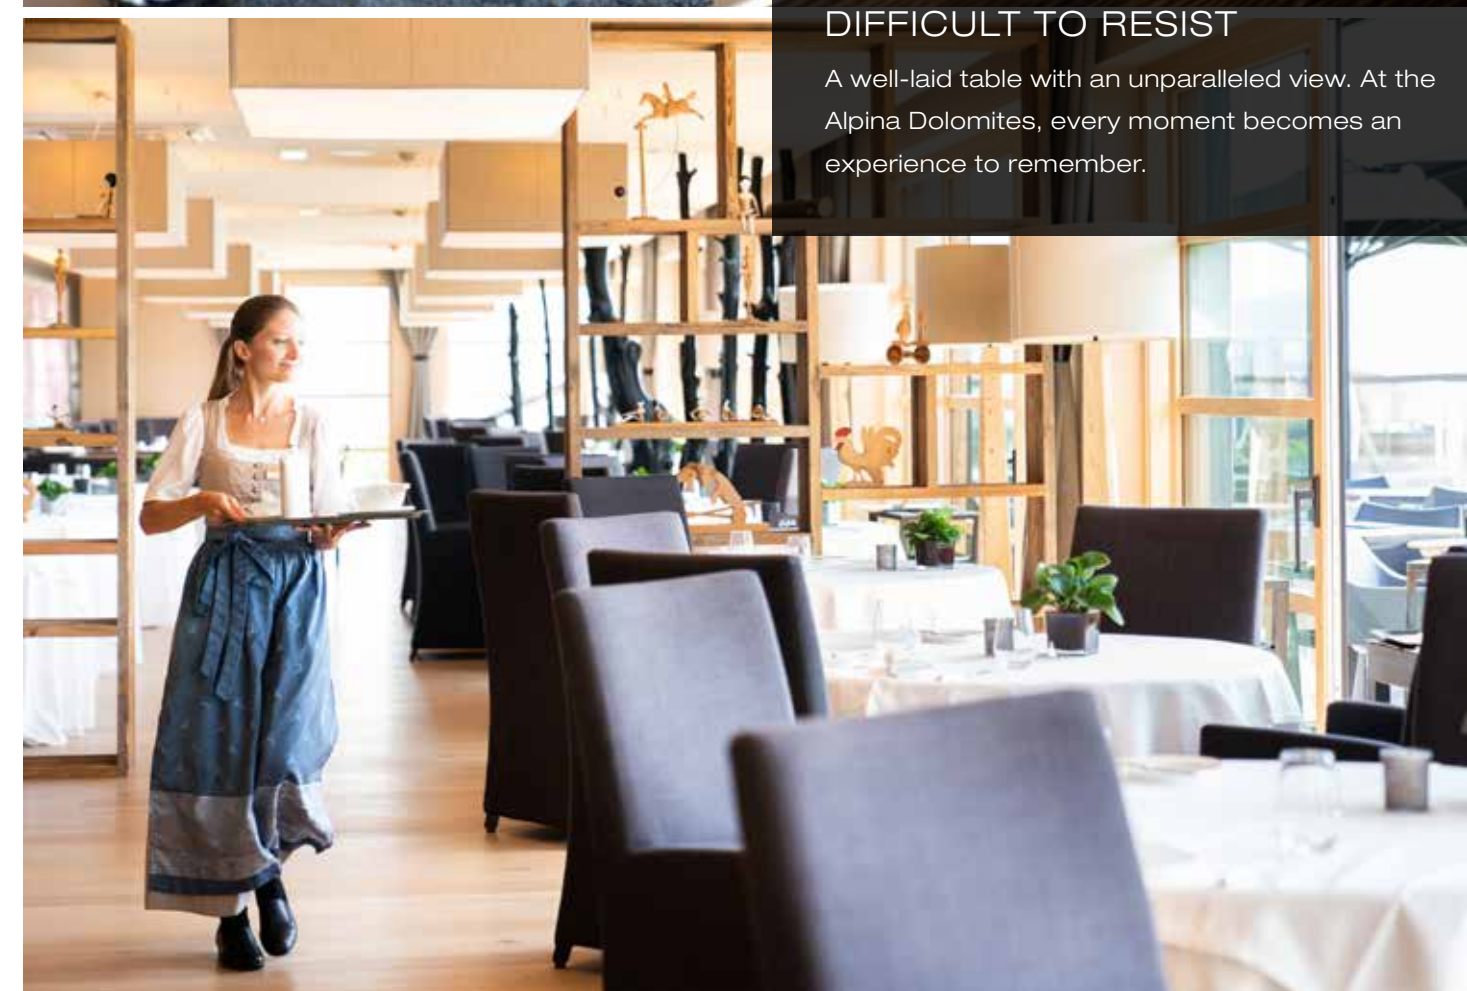 DIFFICULT TO RESIST
A well-laid table with an unparalleled view. At the
Alpina Dolomites, every moment becomes an
experience to remember.